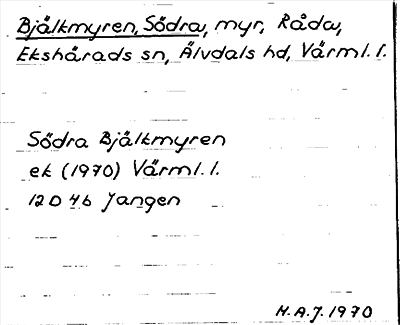 Bjälkmyren, Södra, myr, Råda,
Ekshärads sn, Älvdals hd, Värml. l.
Södra Bjälkmyren
ek (1970) Värml. l.
12 D 4b Jangen
H.A.J. 1970